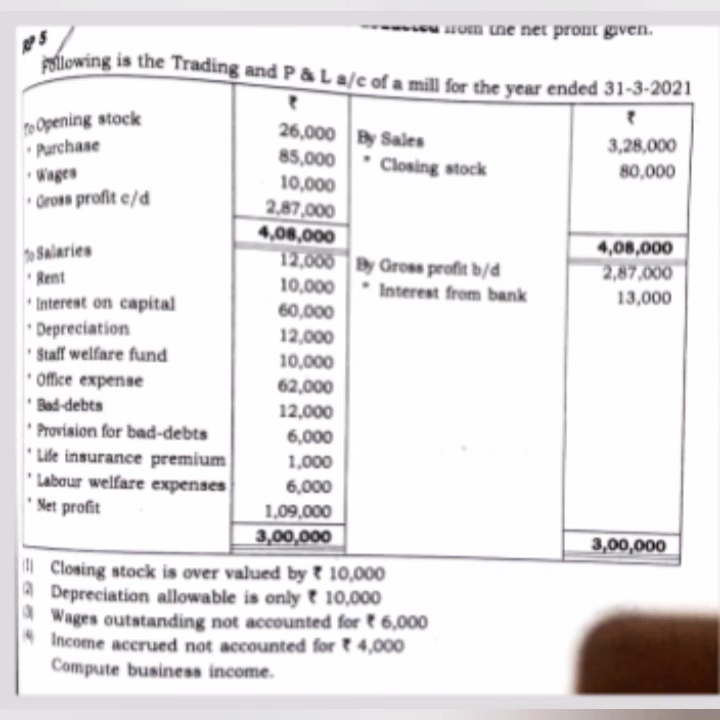 from the net profit given.
Following is the Trading and P & L a/c of a mill for the year ended 31-3-2021
₹ ₹
To Opening stock 26,000 By Sales 3,28,000
" Purchase 85,000 " Closing stock 80,000
" Wages 10,000
" Gross profit c/d 2,87,000
4,08,000 4,08,000
To Salaries 12,000 By Gross profit b/d 2,87,000
" Rent 10,000 " Interest from bank 13,000
" Interest on capital 60,000
" Depreciation 12,000
" Staff welfare fund 10,000
" Office expense 62,000
" Bad-debts 12,000
" Provision for bad-debts 6,000
" Life insurance premium 1,000
" Labour welfare expenses 6,000
" Net profit 1,09,000
3,00,000 3,00,000
(1) Closing stock is over valued by ₹ 10,000
(2) Depreciation allowable is only ₹ 10,000
(3) Wages outstanding not accounted for ₹ 6,000
(4) Income accrued not accounted for ₹ 4,000
Compute business income.